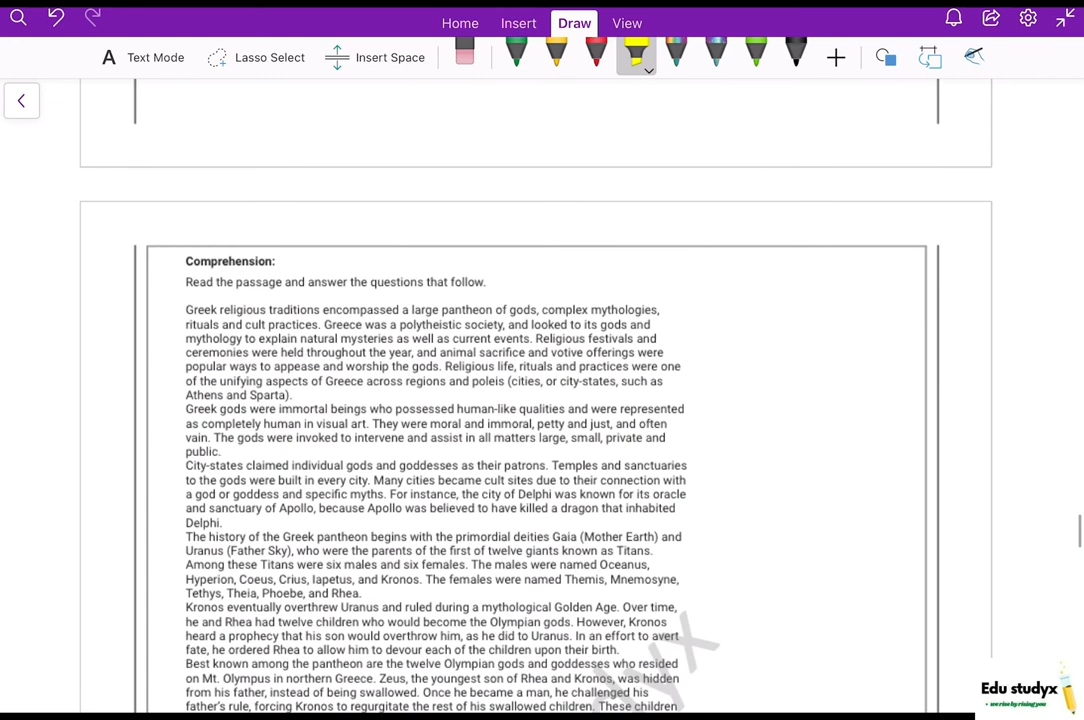 Home Insert Draw View
Text Mode Lasso Select Insert Space
Comprehension:
Read the passage and answer the questions that follow.
Greek religious traditions encompassed a large pantheon of gods, complex mythologies,
rituals and cult practices. Greece was a polytheistic society, and looked to its gods and
mythology to explain natural mysteries as well as current events. Religious festivals and
ceremonies were held throughout the year, and animal sacrifice and votive offerings were
popular ways to appease and worship the gods. Religious life, rituals and practices were one
of the unifying aspects of Greece across regions and poleis (cities, or city-states, such as
Athens and Sparta).
Greek gods were immortal beings who possessed human-like qualities and were represented
as completely human in visual art. They were moral and immoral, petty and just, and often
vain. The gods were invoked to intervene and assist in all matters large, small, private and
public.
City-states claimed individual gods and goddesses as their patrons. Temples and sanctuaries
to the gods were built in every city. Many cities became cult sites due to their connection with
a god or goddess and specific myths. For instance, the city of Delphi was known for its oracle
and sanctuary of Apollo, because Apollo was believed to have killed a dragon that inhabited
Delphi.
The history of the Greek pantheon begins with the primordial deities Gaia (Mother Earth) and
Uranus (Father Sky), who were the parents of the first of twelve giants known as Titans.
Among these Titans were six males and six females. The males were named Oceanus,
Hyperion, Coeus, Crius, Iapetus, and Kronos. The females were named Themis, Mnemosyne,
Tethys, Theia, Phoebe, and Rhea.
Kronos eventually overthrew Uranus and ruled during a mythological Golden Age. Over time,
he and Rhea had twelve children who would become the Olympian gods. However, Kronos
heard a prophecy that his son would overthrow him, as he did to Uranus. In an effort to avert
fate, he ordered Rhea to allow him to devour each of the children upon their birth.
Best known among the pantheon are the twelve Olympian gods and goddesses who resided
on Mt. Olympus in northern Greece. Zeus, the youngest son of Rhea and Kronos, was hidden
from his father, instead of being swallowed. Once he became a man, he challenged his
father's rule, forcing Kronos to regurgitate the rest of his swallowed children. These children
Edu studyx
we rise by rising you